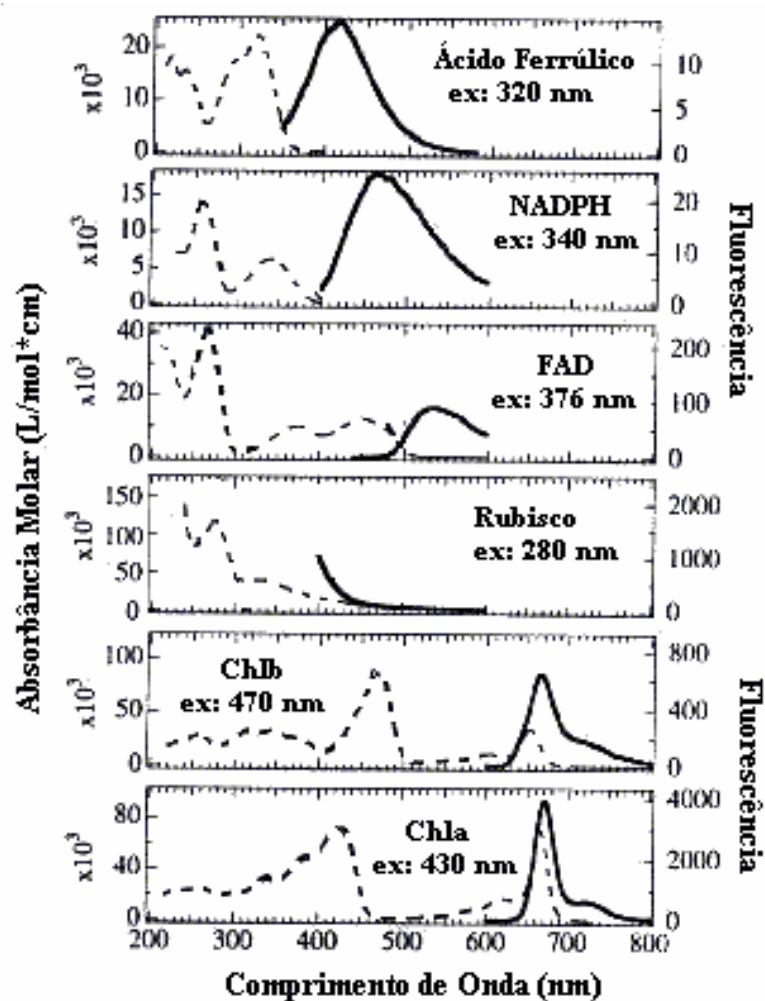 Absorbância Molar (L/mol*cm)
x10³
20
10
0
Ácido Ferrúlico
ex: 320 nm
10
5
0
x10³
15
10
5
0
NADPH
ex: 340 nm
20
10
0
Fluorescência
x10³
40
20
0
FAD
ex: 376 nm
200
100
0
x10³
150
100
50
0
Rubisco
ex: 280 nm
2000
1000
0
x10³
100
50
0
Chlb
ex: 470 nm
800
400
0
Fluorescência
x10³
80
40
0
Chla
ex: 430 nm
4000
2000
0
200 300 400 500 600 700 800
Comprimento de Onda (nm)